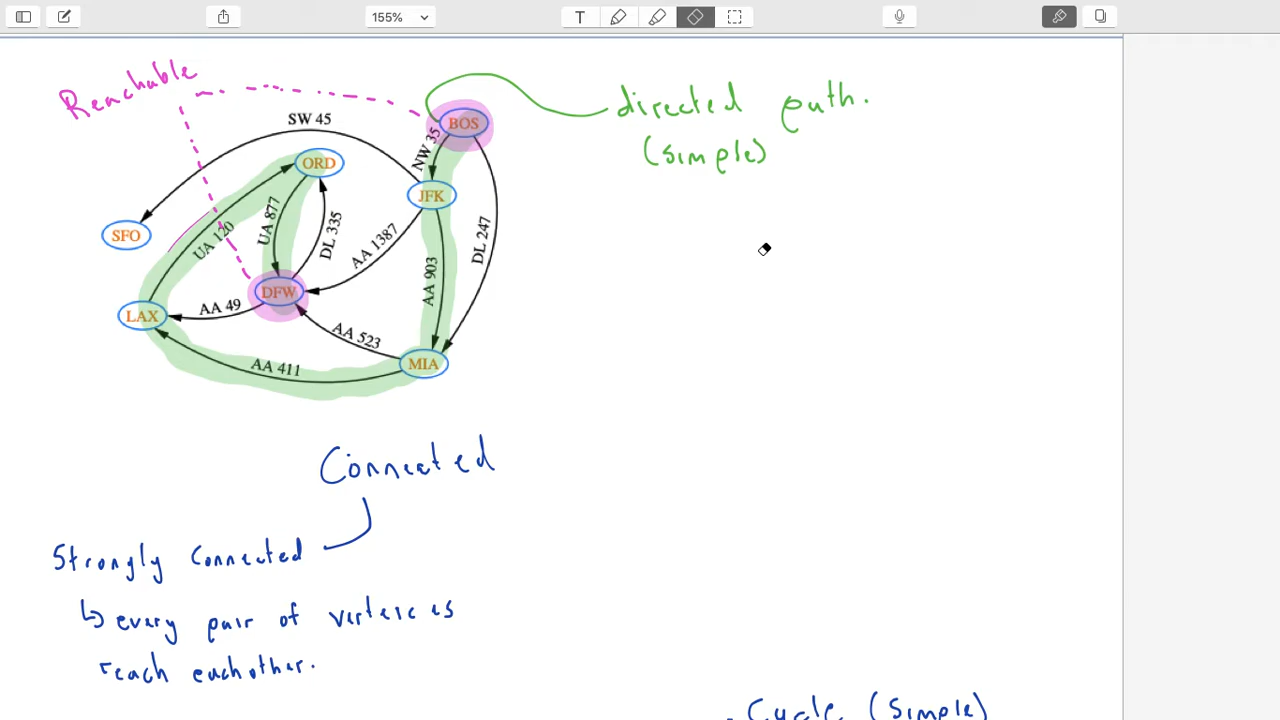 155%
T
Reachable
directed path.
(simple)
SW 45
BOS
NW 35
ORD
JFK
SFO
UA 120
UA 877
DL 335
AA 1387
DL 247
AA 903
DFW
LAX
AA 49
AA 523
MIA
AA 411
Connected
Strongly Connected
↳ every pair of vertices
reach eachother.
- Cycle (simple)